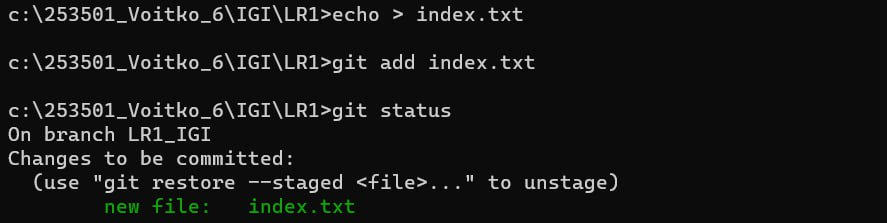 c:\253501_Voitko_6\IGI\LR1>echo > index.txt
c:\253501_Voitko_6\IGI\LR1>git add index.txt
c:\253501_Voitko_6\IGI\LR1>git status
On branch LR1_IGI
Changes to be committed:
  (use "git restore --staged <file>..." to unstage)
        new file:   index.txt